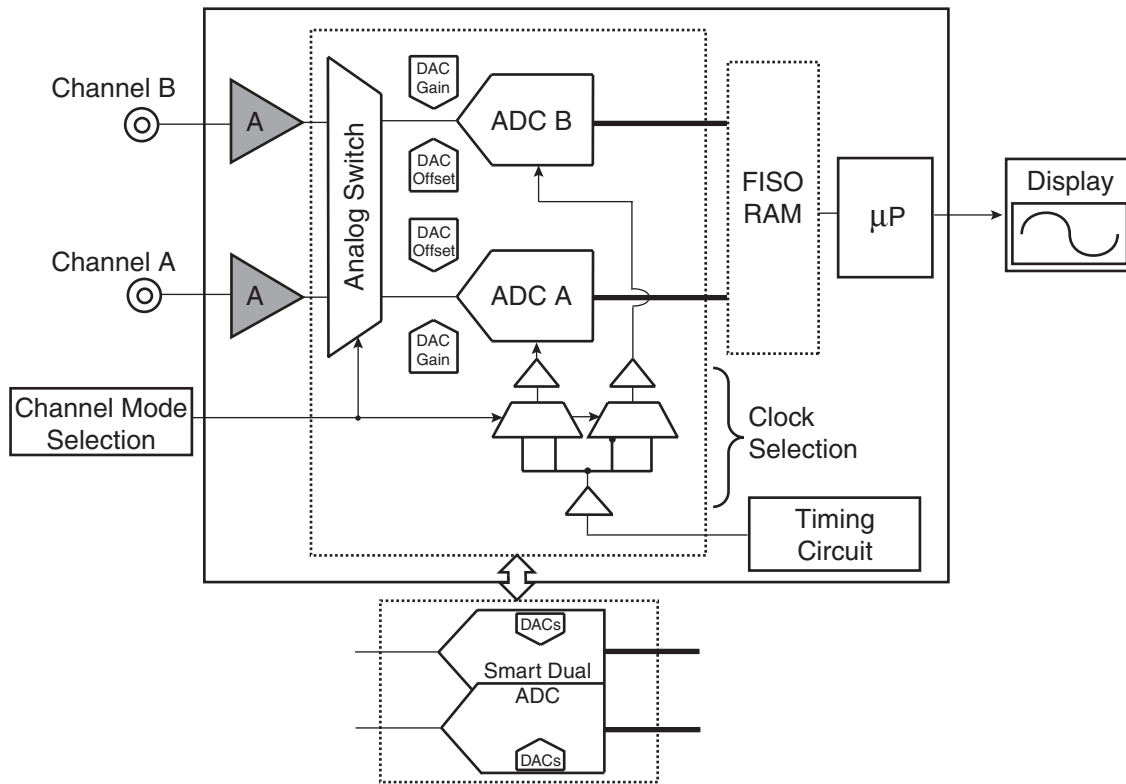 Channel B
A
Analog Switch
DAC
Gain
ADC B
DAC
Offset
FISO
RAM
µP
Display
Channel A
A
DAC
Offset
ADC A
DAC
Gain
Channel Mode
Selection
Clock
Selection
Timing
Circuit
DACs
Smart Dual
ADC
DACs